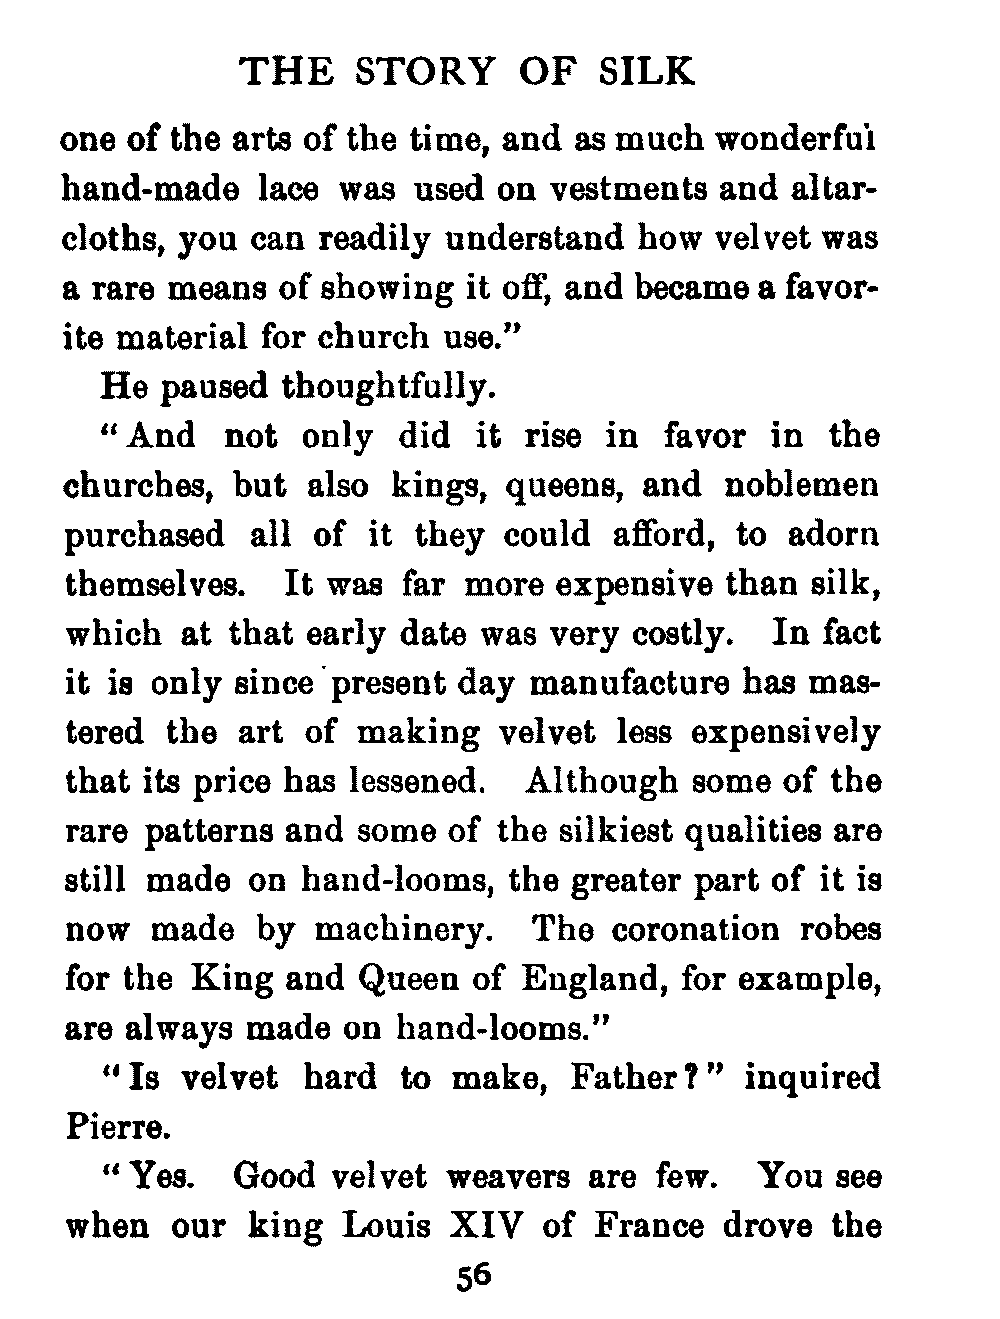 THE STORY OF SILK
one of the arts of the time, and as much wonderful
hand-made lace was used on vestments and altar-
cloths, you can readily understand how velvet was
a rare means of showing it off, and became a favor-
ite material for church use."
He paused thoughtfully.
"And not only did it rise in favor in the
churches, but also kings, queens, and noblemen
purchased all of it they could afford, to adorn
themselves. It was far more expensive than silk,
which at that early date was very costly. In fact
it is only since present day manufacture has mas-
tered the art of making velvet less expensively
that its price has lessened. Although some of the
rare patterns and some of the silkiest qualities are
still made on hand-looms, the greater part of it is
now made by machinery. The coronation robes
for the King and Queen of England, for example,
are always made on hand-looms."
"Is velvet hard to make, Father?" inquired
Pierre.
"Yes. Good velvet weavers are few. You see
when our king Louis XIV of France drove the
56